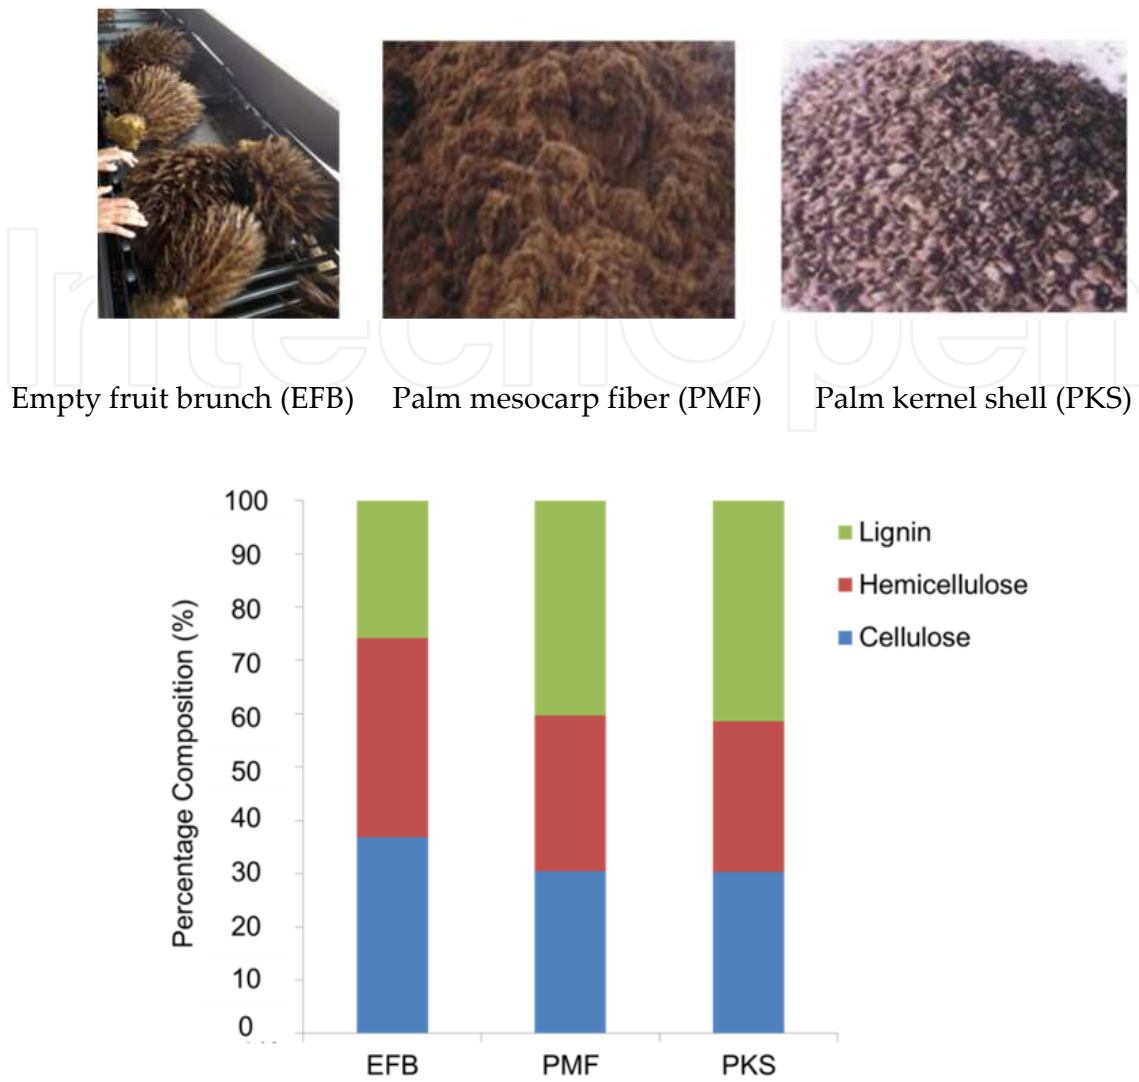 IntechOpen
Empty fruit brunch (EFB) Palm mesocarp fiber (PMF) Palm kernel shell (PKS)
100
90
80
70
60
50
40
30
20
10
0
Percentage Composition (%)
Lignin
Hemicellulose
Cellulose
EFB PMF PKS